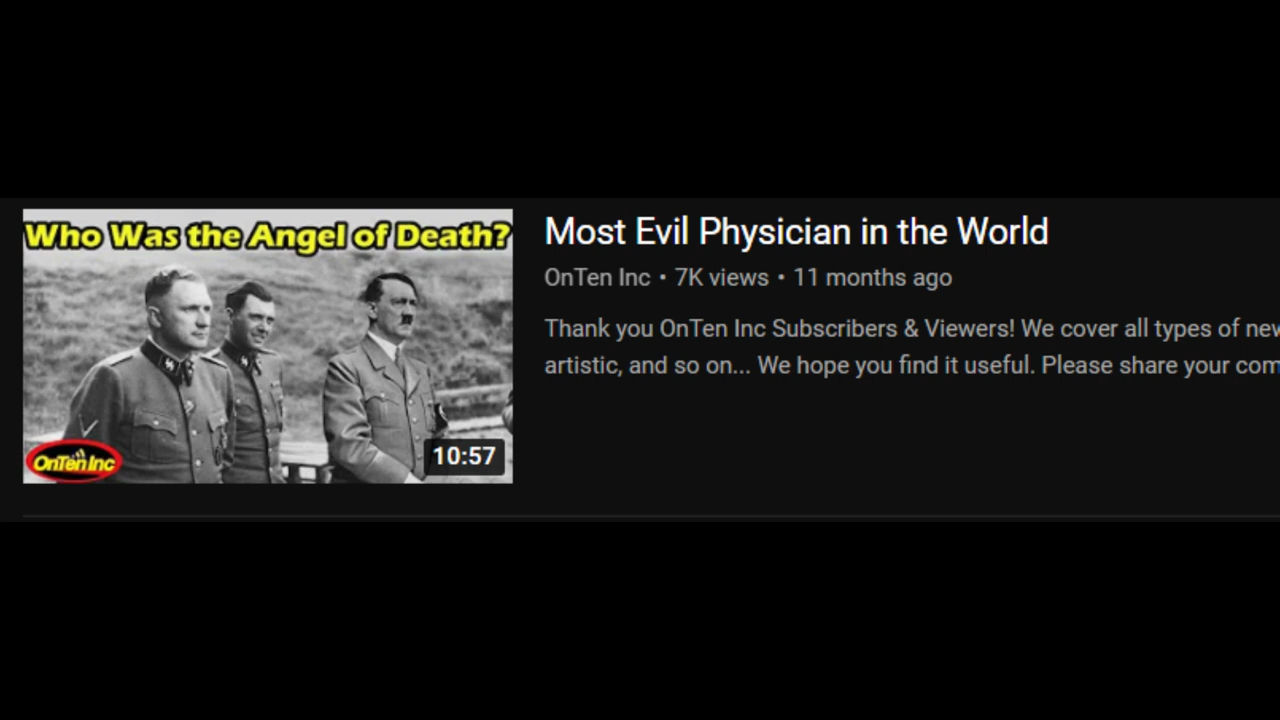 Who Was the Angel of Death?
OnTen Inc
10:57
Most Evil Physician in the World
OnTen Inc • 7K views • 11 months ago
Thank you OnTen Inc Subscribers & Viewers! We cover all types of
artistic, and so on... We hope you find it useful. Please share your